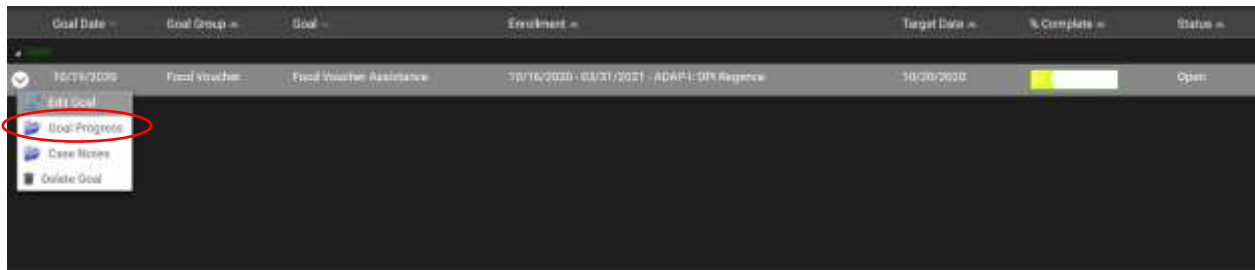 Goal Date Goal Group Goal Enrollment Target Date % Complete Status
Open
10/19/2020 Food Voucher Food Voucher Assistance 10/16/2020 - 03/31/2021 - ADAP-I: DPI Regence 10/30/2020 Open
Edit Goal
Goal Progress
Case Notes
Delete Goal